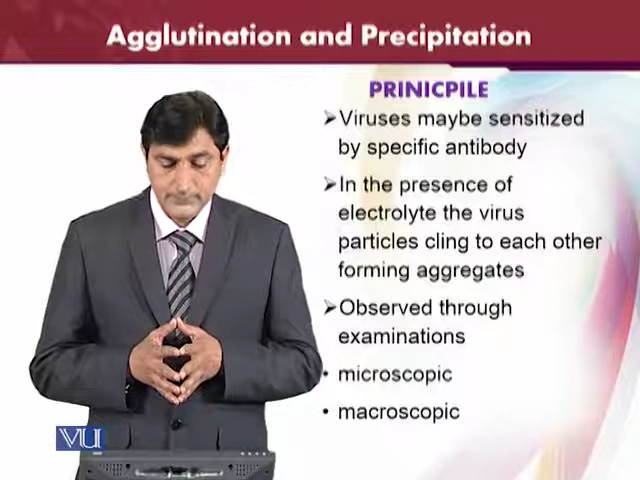 Agglutination and Precipitation
PRINICPILE
➢Viruses maybe sensitized
by specific antibody
➢In the presence of
electrolyte the virus
particles cling to each other
forming aggregates
➢Observed through
examinations
• microscopic
• macroscopic
VU